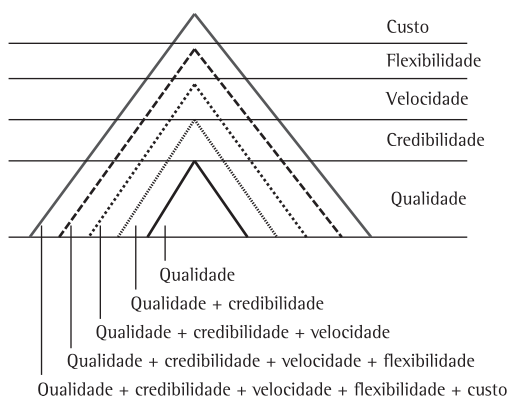 Custo
Flexibilidade
Velocidade
Credibilidade
Qualidade
Qualidade
Qualidade + credibilidade
Qualidade + credibilidade + velocidade
Qualidade + credibilidade + velocidade + flexibilidade
Qualidade + credibilidade + velocidade + flexibilidade + custo